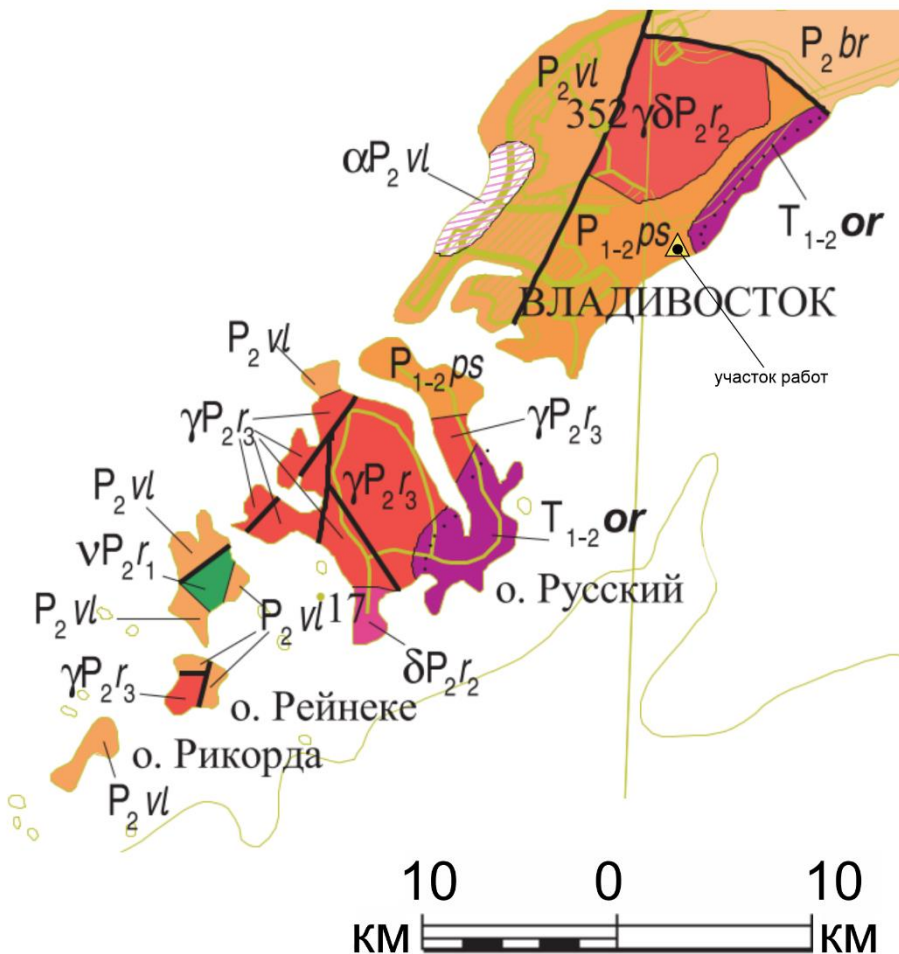 P₂br
P₂vl
352 γδP₂r₂
αP₂vl
T₁₋₂or
P₁₋₂ps
ВЛАДИВОСТОК
P₂vl
P₁₋₂ps
участок работ
γP₂r₃
γP₂r₃
γP₂r₃
P₂vl
T₁₋₂or
νP₂r₁
о. Русский
P₂vl
P₂vl
17
δP₂r₂
γP₂r₃
о. Рейнеке
о. Рикорда
P₂vl
10 0 10
км км